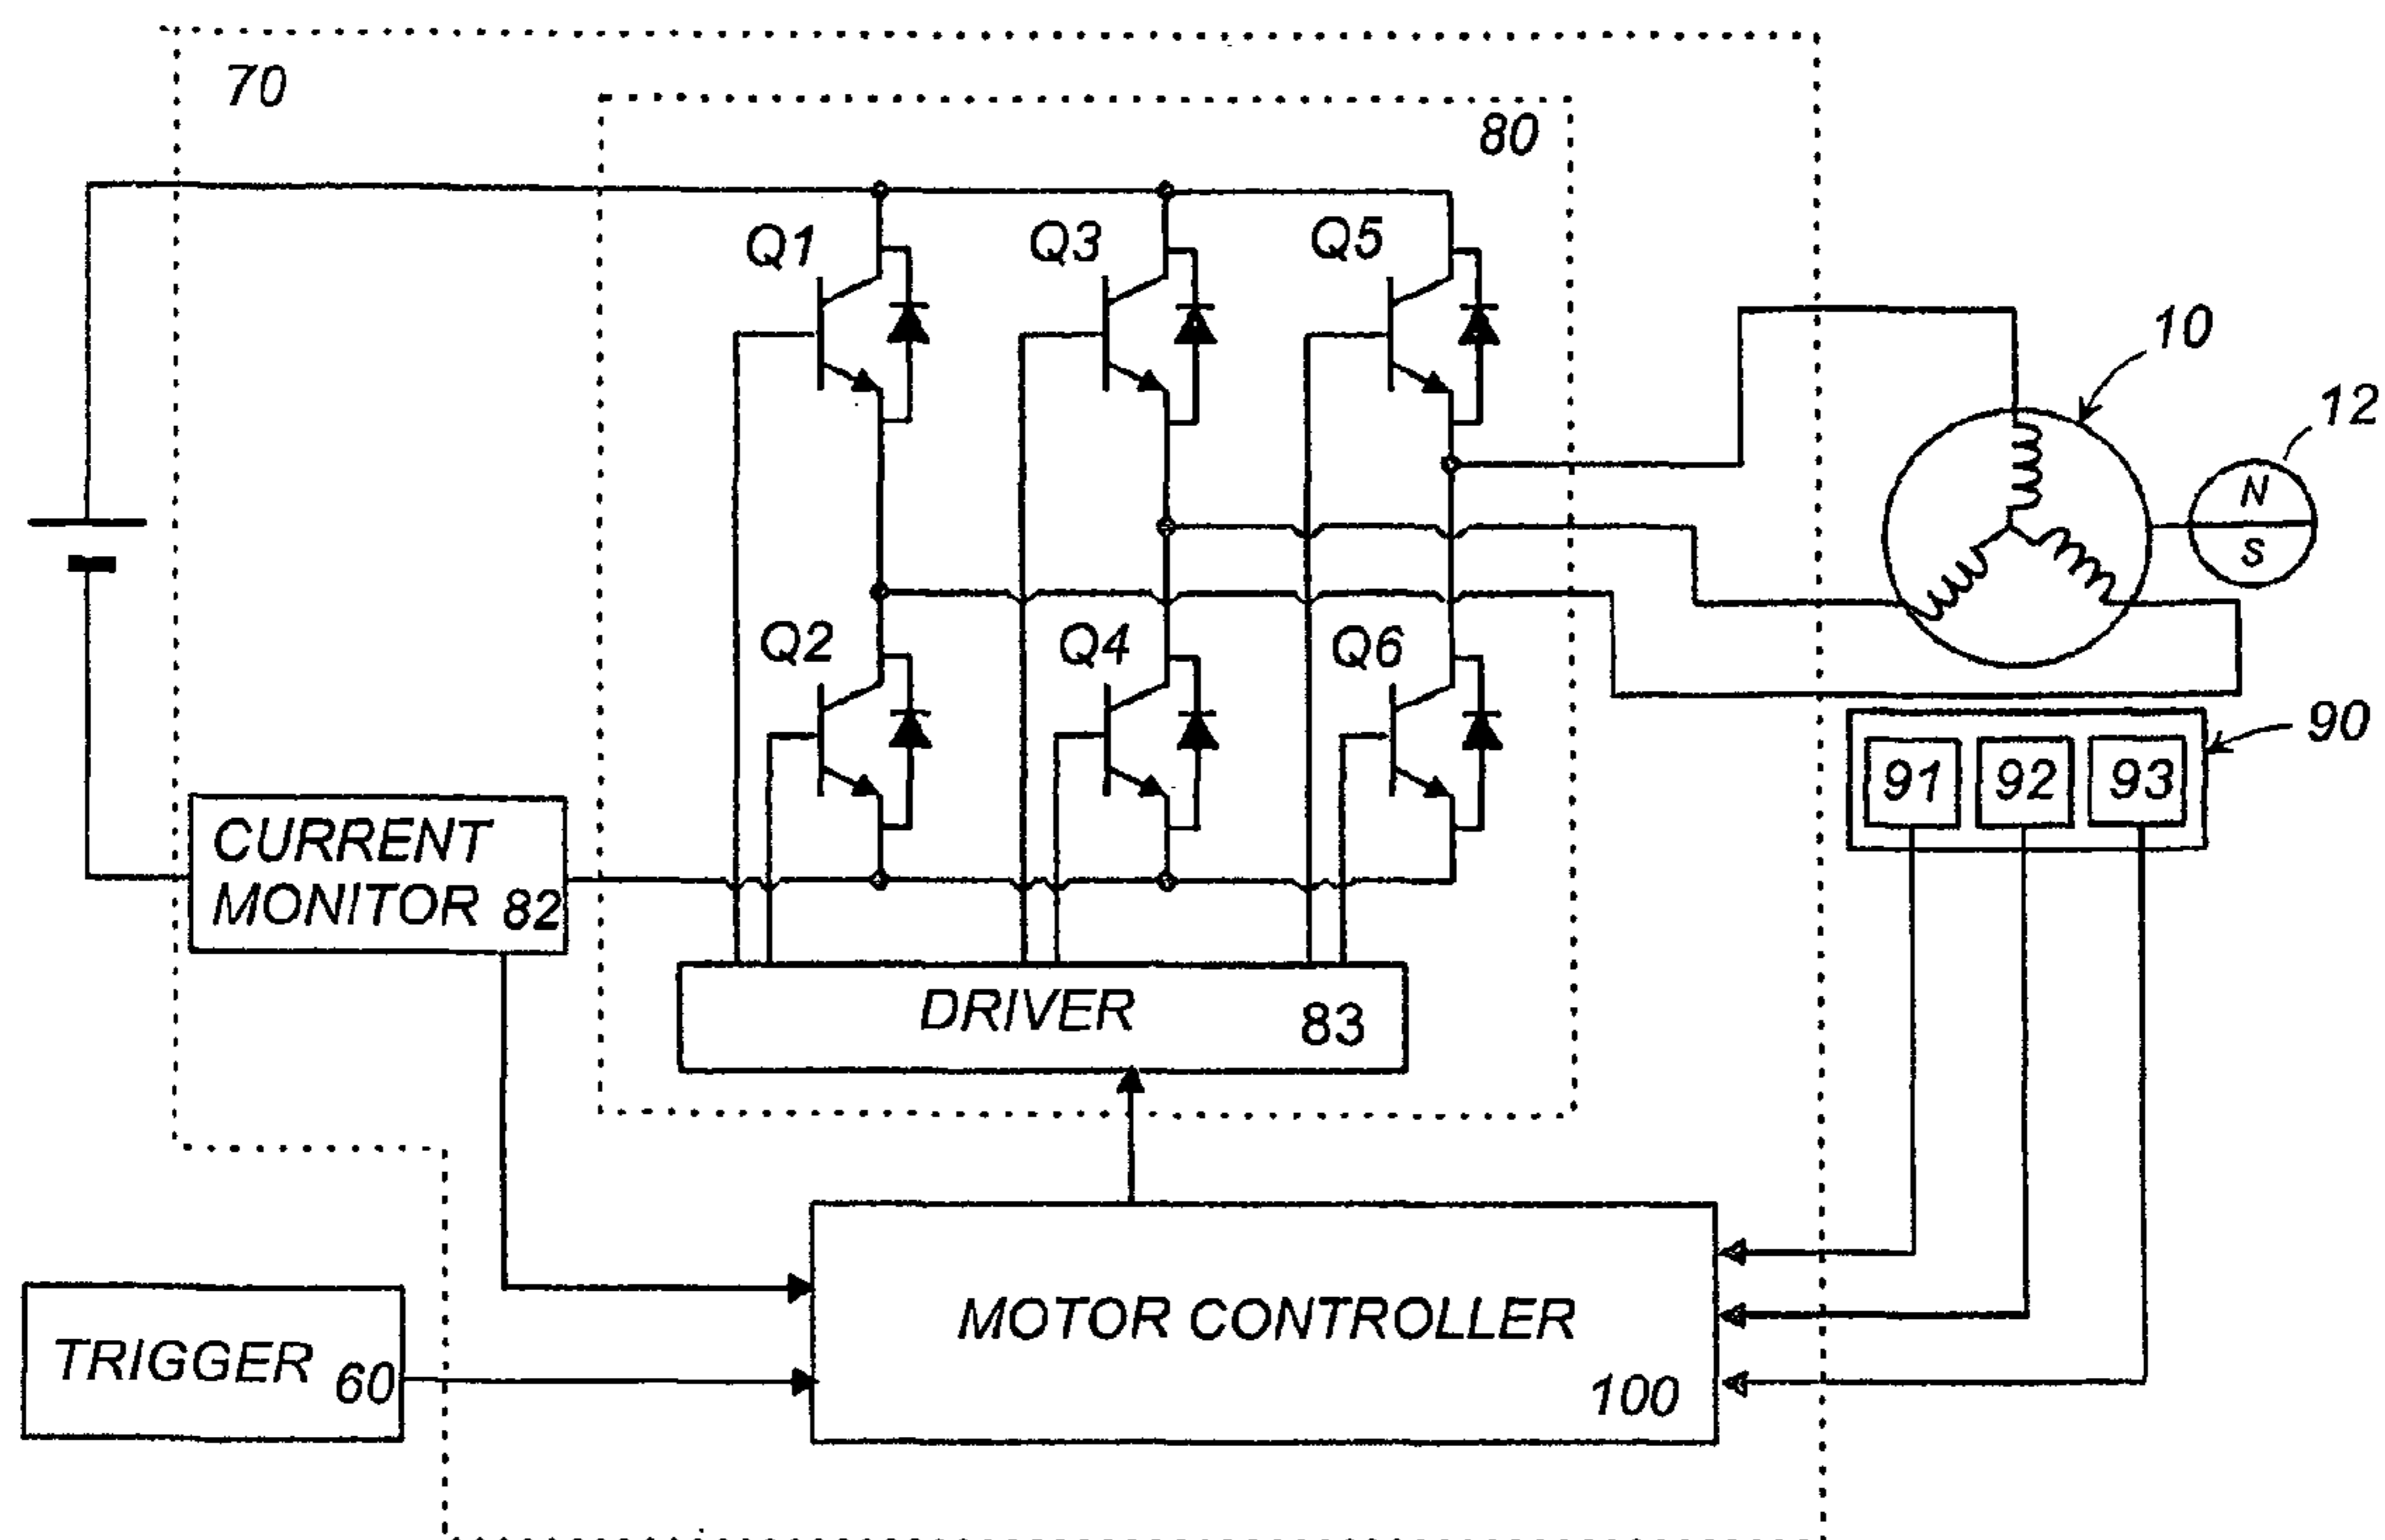 70
80
Q1
Q3
Q5
10
12
N
S
Q2
Q4
Q6
90
91
92
93
CURRENT
MONITOR 82
DRIVER 83
MOTOR CONTROLLER
100
TRIGGER 60